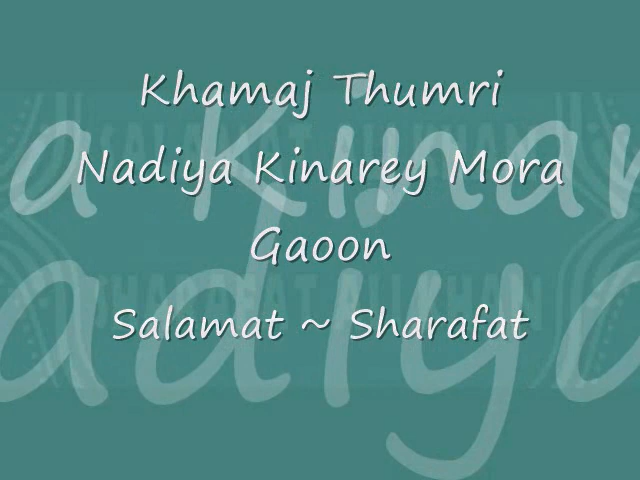 Khamaj Thumri
Nadiya Kinarey Mora
Gaoon
Salamat ~ Sharafat